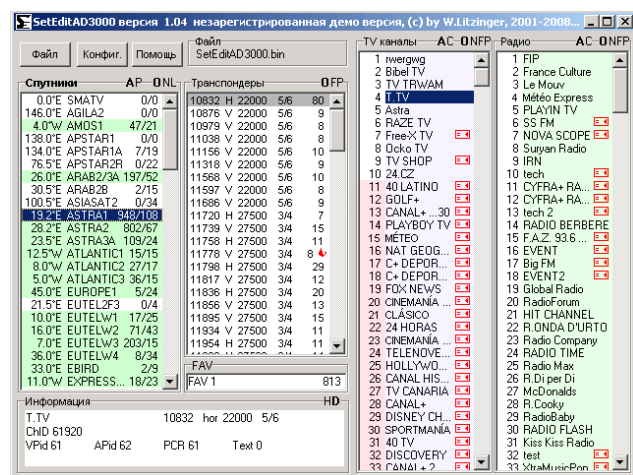 SetEditAD3000 версия 1.04 незарегистрированная демо версия, (c) by W.Litzinger, 2001-2008...
Файл Конфиг. Помощь
Файл
SetEditAD3000.bin
Спутники AP ONL
0.0°E SMATV 0/0
146.0°E AGILA2 0/0
4.0°W AMOS1 47/21
138.0°E APSTAR1 0/0
134.0°E APSTAR1A 7/19
76.5°E APSTAR2R 0/22
26.0°E ARAB2/3A 197/52
30.5°E ARAB2B 2/15
100.5°E ASIASAT2 0/34
19.2°E ASTRA1 948/108
28.2°E ASTRA2 802/67
23.5°E ASTRA3A 109/24
12.5°W ATLANTIC1 15/15
8.0°W ATLANTIC2 27/17
5.0°W ATLANTIC3 36/15
45.0°E EUROPE1 5/24
21.5°E EUTEL2F3 0/4
10.0°E EUTELW1 17/25
16.0°E EUTELW2 71/43
7.0°E EUTELW3 203/15
36.0°E EUTELW4 8/34
33.0°E EBIRD 2/9
11.0°W EXPRESS... 18/23
Транспондеры OFP
10832 H 22000 5/6 80
10876 V 22000 5/6 9
10979 V 22000 5/6 8
11038 V 22000 5/6 8
11156 V 22000 5/6 10
11318 V 22000 5/6 9
11568 V 22000 5/6 10
11597 V 22000 5/6 8
11686 V 22000 5/6 9
11720 H 27500 3/4 7
11739 V 27500 3/4 15
11758 H 27500 3/4 11
11778 V 27500 3/4 8
11798 H 27500 3/4 29
11817 V 27500 3/4 12
11836 H 27500 3/4 20
11856 V 27500 3/4 13
11895 V 27500 3/4 15
11934 V 27500 3/4 11
11954 H 27500 3/4 11
FAV
FAV 1 813
Информация HD
T.TV 10832 hor 22000 5/6
ChID 61920
VPid 61 APid 62 PCR 61 Text 0
TV каналы AC-ONFP
1 rwergwg
2 Bibel TV
3 TV TRWAM
4 T.TV
5 Astra
6 RAZE TV
7 Free-X TV
8 Ocko TV
9 TV SHOP
10 24.CZ
11 40 LATINO
12 GOLF+
13 CANAL+ ...30
14 PLAYBOY TV
15 MÉTEO
16 NAT GEOG...
17 C+ DEPOR...
18 C+ DEPOR...
19 FOX NEWS
20 CINEMANÍA ...
21 CLÁSICO
22 24 HORAS
23 CINEMANÍA ...
24 TELENOVE...
25 HOLLYWO...
26 CANAL HIS...
27 TV CANARIA
28 CANAL+
29 DISNEY CH...
30 SPORTMANÍA
31 40 TV
32 DISCOVERY
33 CANAL+ 2
Радио AC-ONFP
1 FIP
2 France Culture
3 Le Mouv
4 Météo Express
5 PLAYIN TV
6 SS FM
7 NOVA SCOPE
8 Suryan Radio
9 IRN
10 tech
11 CYFRA+ RA...
12 CYFRA+ RA...
13 tech 2
14 RADIO BERBERE
15 F.A.Z. 93.6 ...
16 EVENT
17 Big FM
18 EVENT2
19 Global Radio
20 RadioForum
21 HIT CHANNEL
22 R.ONDA D'URTO
23 Radio Company
24 RADIO TIME
25 Radio Max
26 R.Di per Di
27 McDonalds
28 R.Cooky
29 RadioBaby
30 RADIO FLASH
31 Kiss Kiss Radio
32 test
33 XtraMusicPop